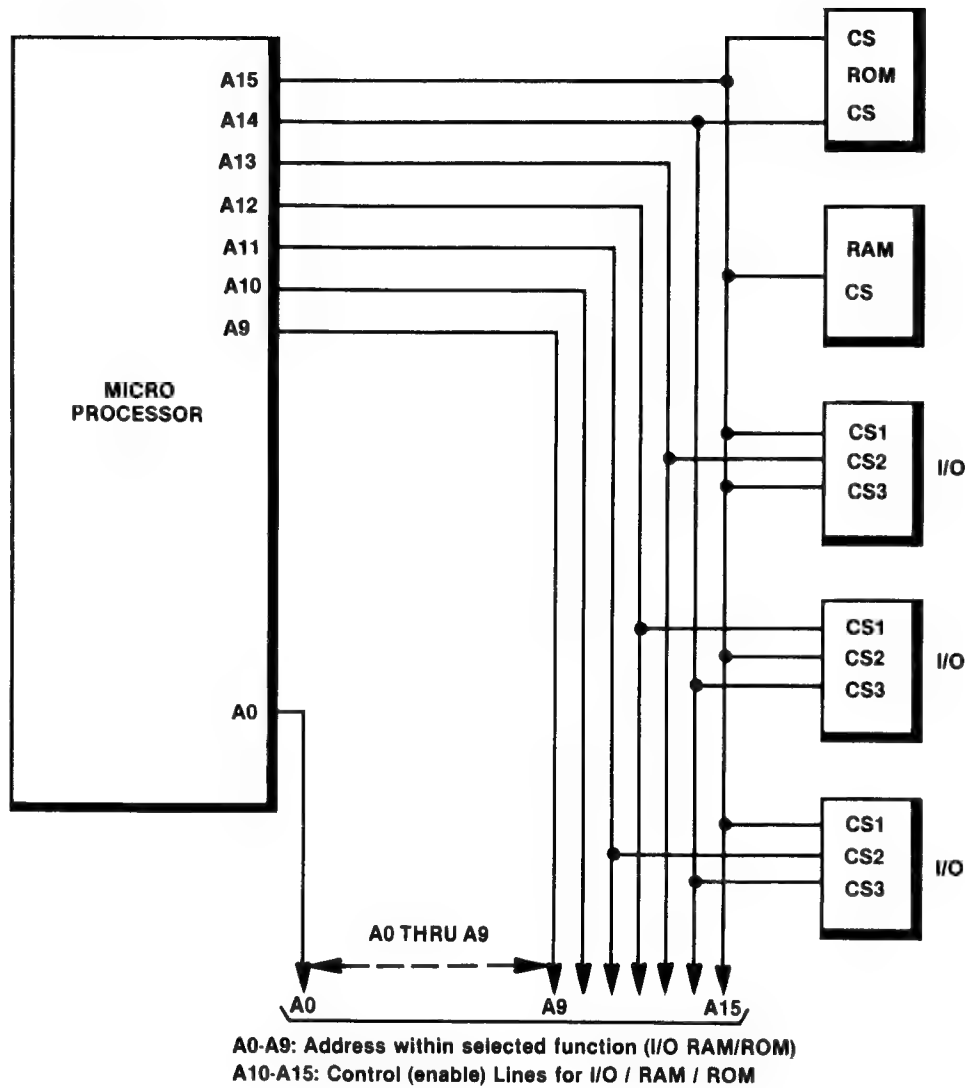 CS
ROM
CS
A15
A14
A13
A12
A11
A10
A9
RAM
CS
MICRO
PROCESSOR
CS1
CS2
CS3
I/O
CS1
CS2
CS3
I/O
A0
CS1
CS2
CS3
I/O
A0 THRU A9
A0
A9
A15
A0-A9: Address within selected function (I/O RAM/ROM)
A10-A15: Control (enable) Lines for I/O / RAM / ROM